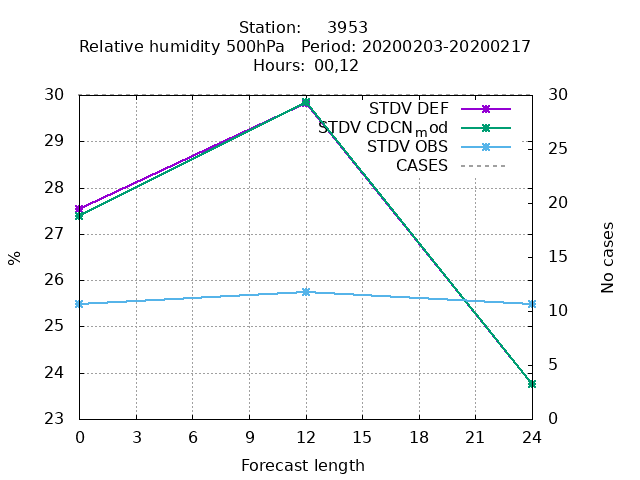 Station: 3953
Relative humidity 500hPa Period: 20200203-20200217
Hours: 00,12
STDV DEF
STDV CDCN_mod
STDV OBS
CASES
30
29
28
27
26
25
24
23
%
30
25
20
15
10
5
0
No cases
0 3 6 9 12 15 18 21 24
Forecast length